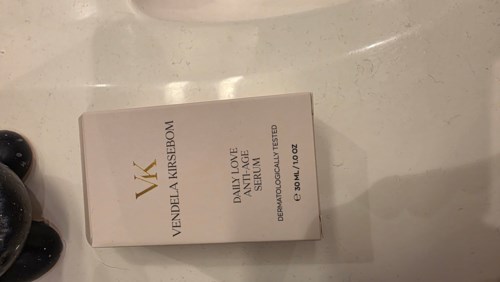 VK
VENDELA KIRSEBOM
DAILY LOVE
ANTI-AGE
SERUM
DERMATOLOGICALLY TESTED
℮ 30 ML / 1.0 OZ